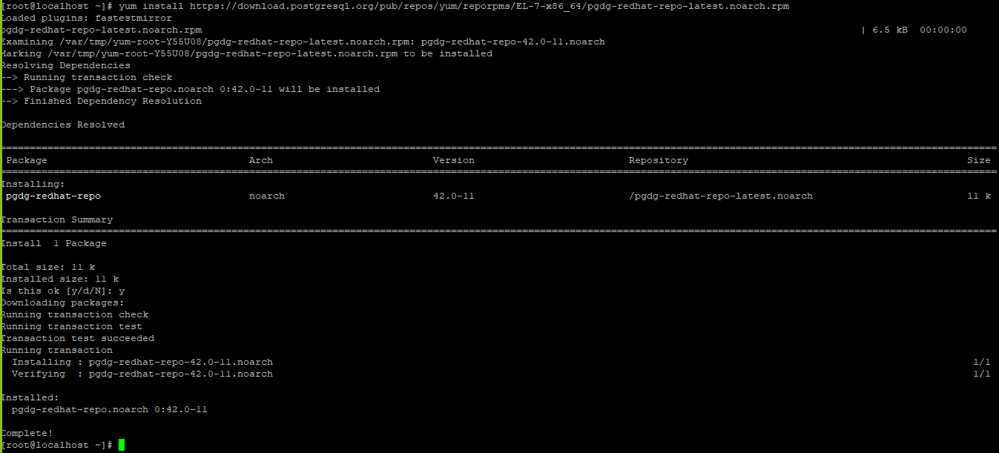 [root@localhost ~]# yum install https://download.postgresql.org/pub/repos/yum/reporpms/EL-7-x86_64/pgdg-redhat-repo-latest.noarch.rpm
Loaded plugins: fastestmirror
pgdg-redhat-repo-latest.noarch.rpm | 6.5 kB 00:00:00
Examining /var/tmp/yum-root-Y55U08/pgdg-redhat-repo-latest.noarch.rpm: pgdg-redhat-repo-42.0-11.noarch
Marking /var/tmp/yum-root-Y55U08/pgdg-redhat-repo-latest.noarch.rpm to be installed
Resolving Dependencies
--> Running transaction check
---> Package pgdg-redhat-repo.noarch 0:42.0-11 will be installed
--> Finished Dependency Resolution
Dependencies Resolved
Package Arch Version Repository Size
Installing:
pgdg-redhat-repo noarch 42.0-11 /pgdg-redhat-repo-latest.noarch 11 k
Transaction Summary
Install 1 Package
Total size: 11 k
Installed size: 11 k
Is this ok [y/d/N]: y
Downloading packages:
Running transaction check
Running transaction test
Transaction test succeeded
Running transaction
Installing : pgdg-redhat-repo-42.0-11.noarch 1/1
Verifying : pgdg-redhat-repo-42.0-11.noarch 1/1
Installed:
pgdg-redhat-repo.noarch 0:42.0-11
Complete!
[root@localhost ~]#